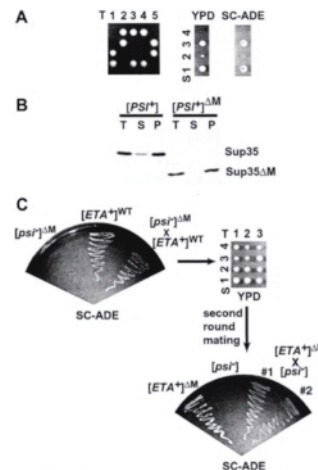 A
T 1 2 3 4 5
YPD
SC-ADE
S 1 2 3 4
B
[PSI⁺]
[PSI⁺]ΔM
T S P
T S P
Sup35
Sup35ΔM
C
[psi⁻]ΔM
[ETA⁺]WT
[psi⁻]ΔM
X
[ETA⁺]WT
SC-ADE
T 1 2 3
S 1 2 3 4
YPD
second
round
mating
[ETA⁺]ΔM
[psi⁻]
#1
[ETA⁺]ΔM
X
[psi⁻]
#2
SC-ADE